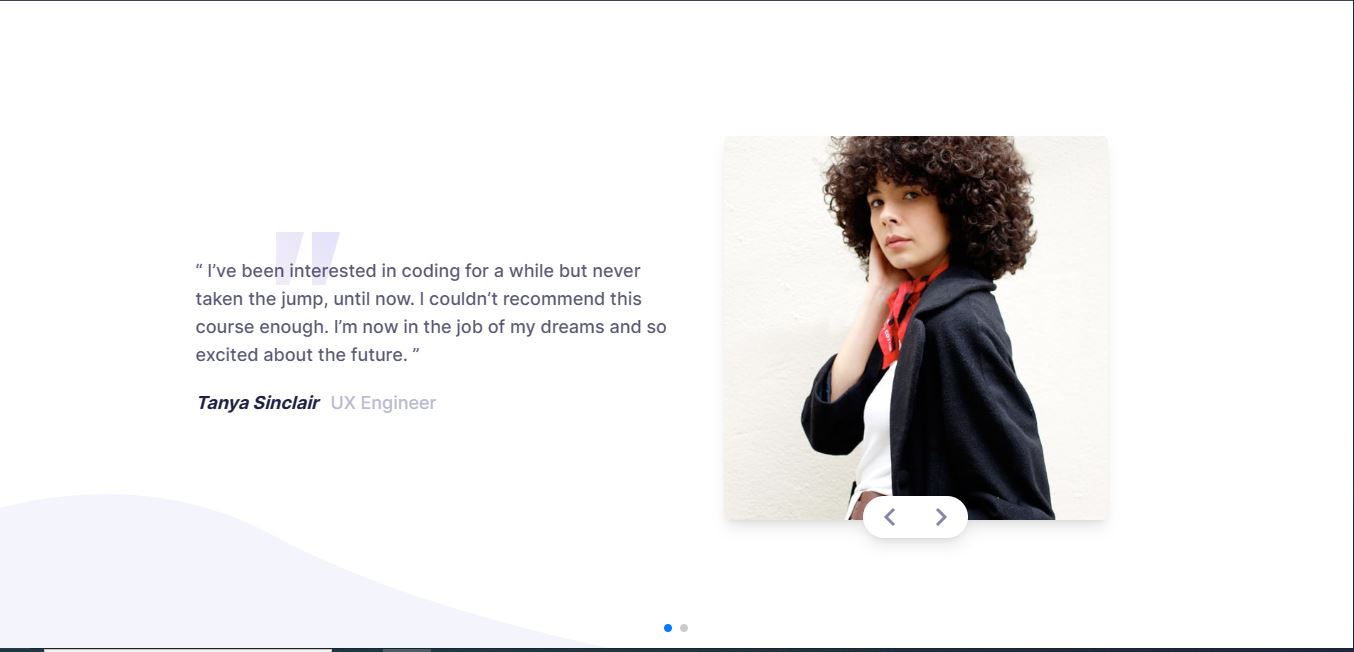 “ I’ve been interested in coding for a while but never
taken the jump, until now. I couldn’t recommend this
course enough. I’m now in the job of my dreams and so
excited about the future. ”
Tanya Sinclair UX Engineer